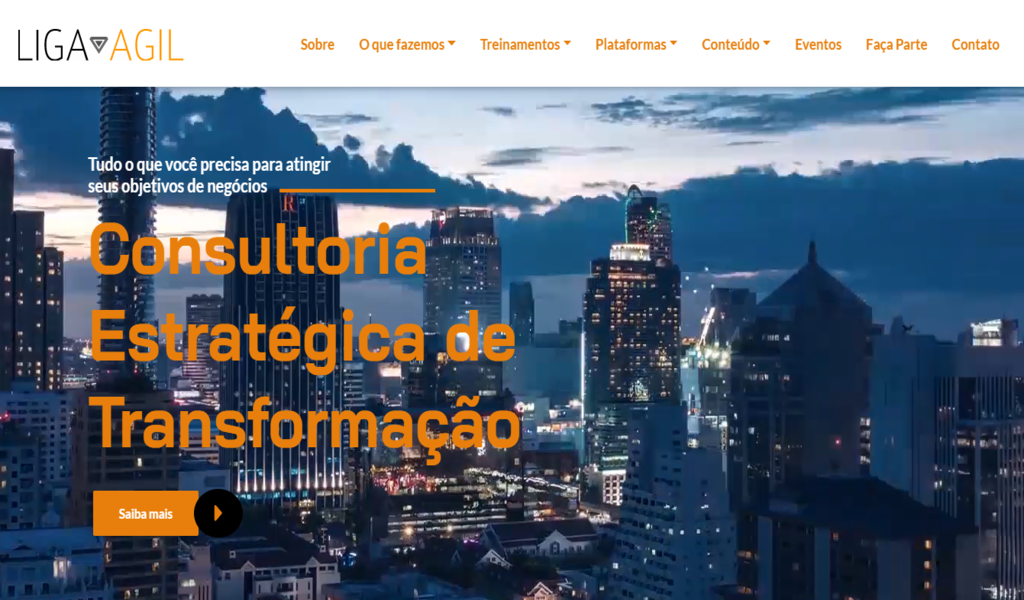 LIGA AGIL
Sobre
O que fazemos
Treinamentos
Plataformas
Conteúdo
Eventos
Faça Parte
Contato
Tudo o que você precisa para atingir
seus objetivos de negócios
R
Consultoria
Estratégica de
Transformação
Saiba mais